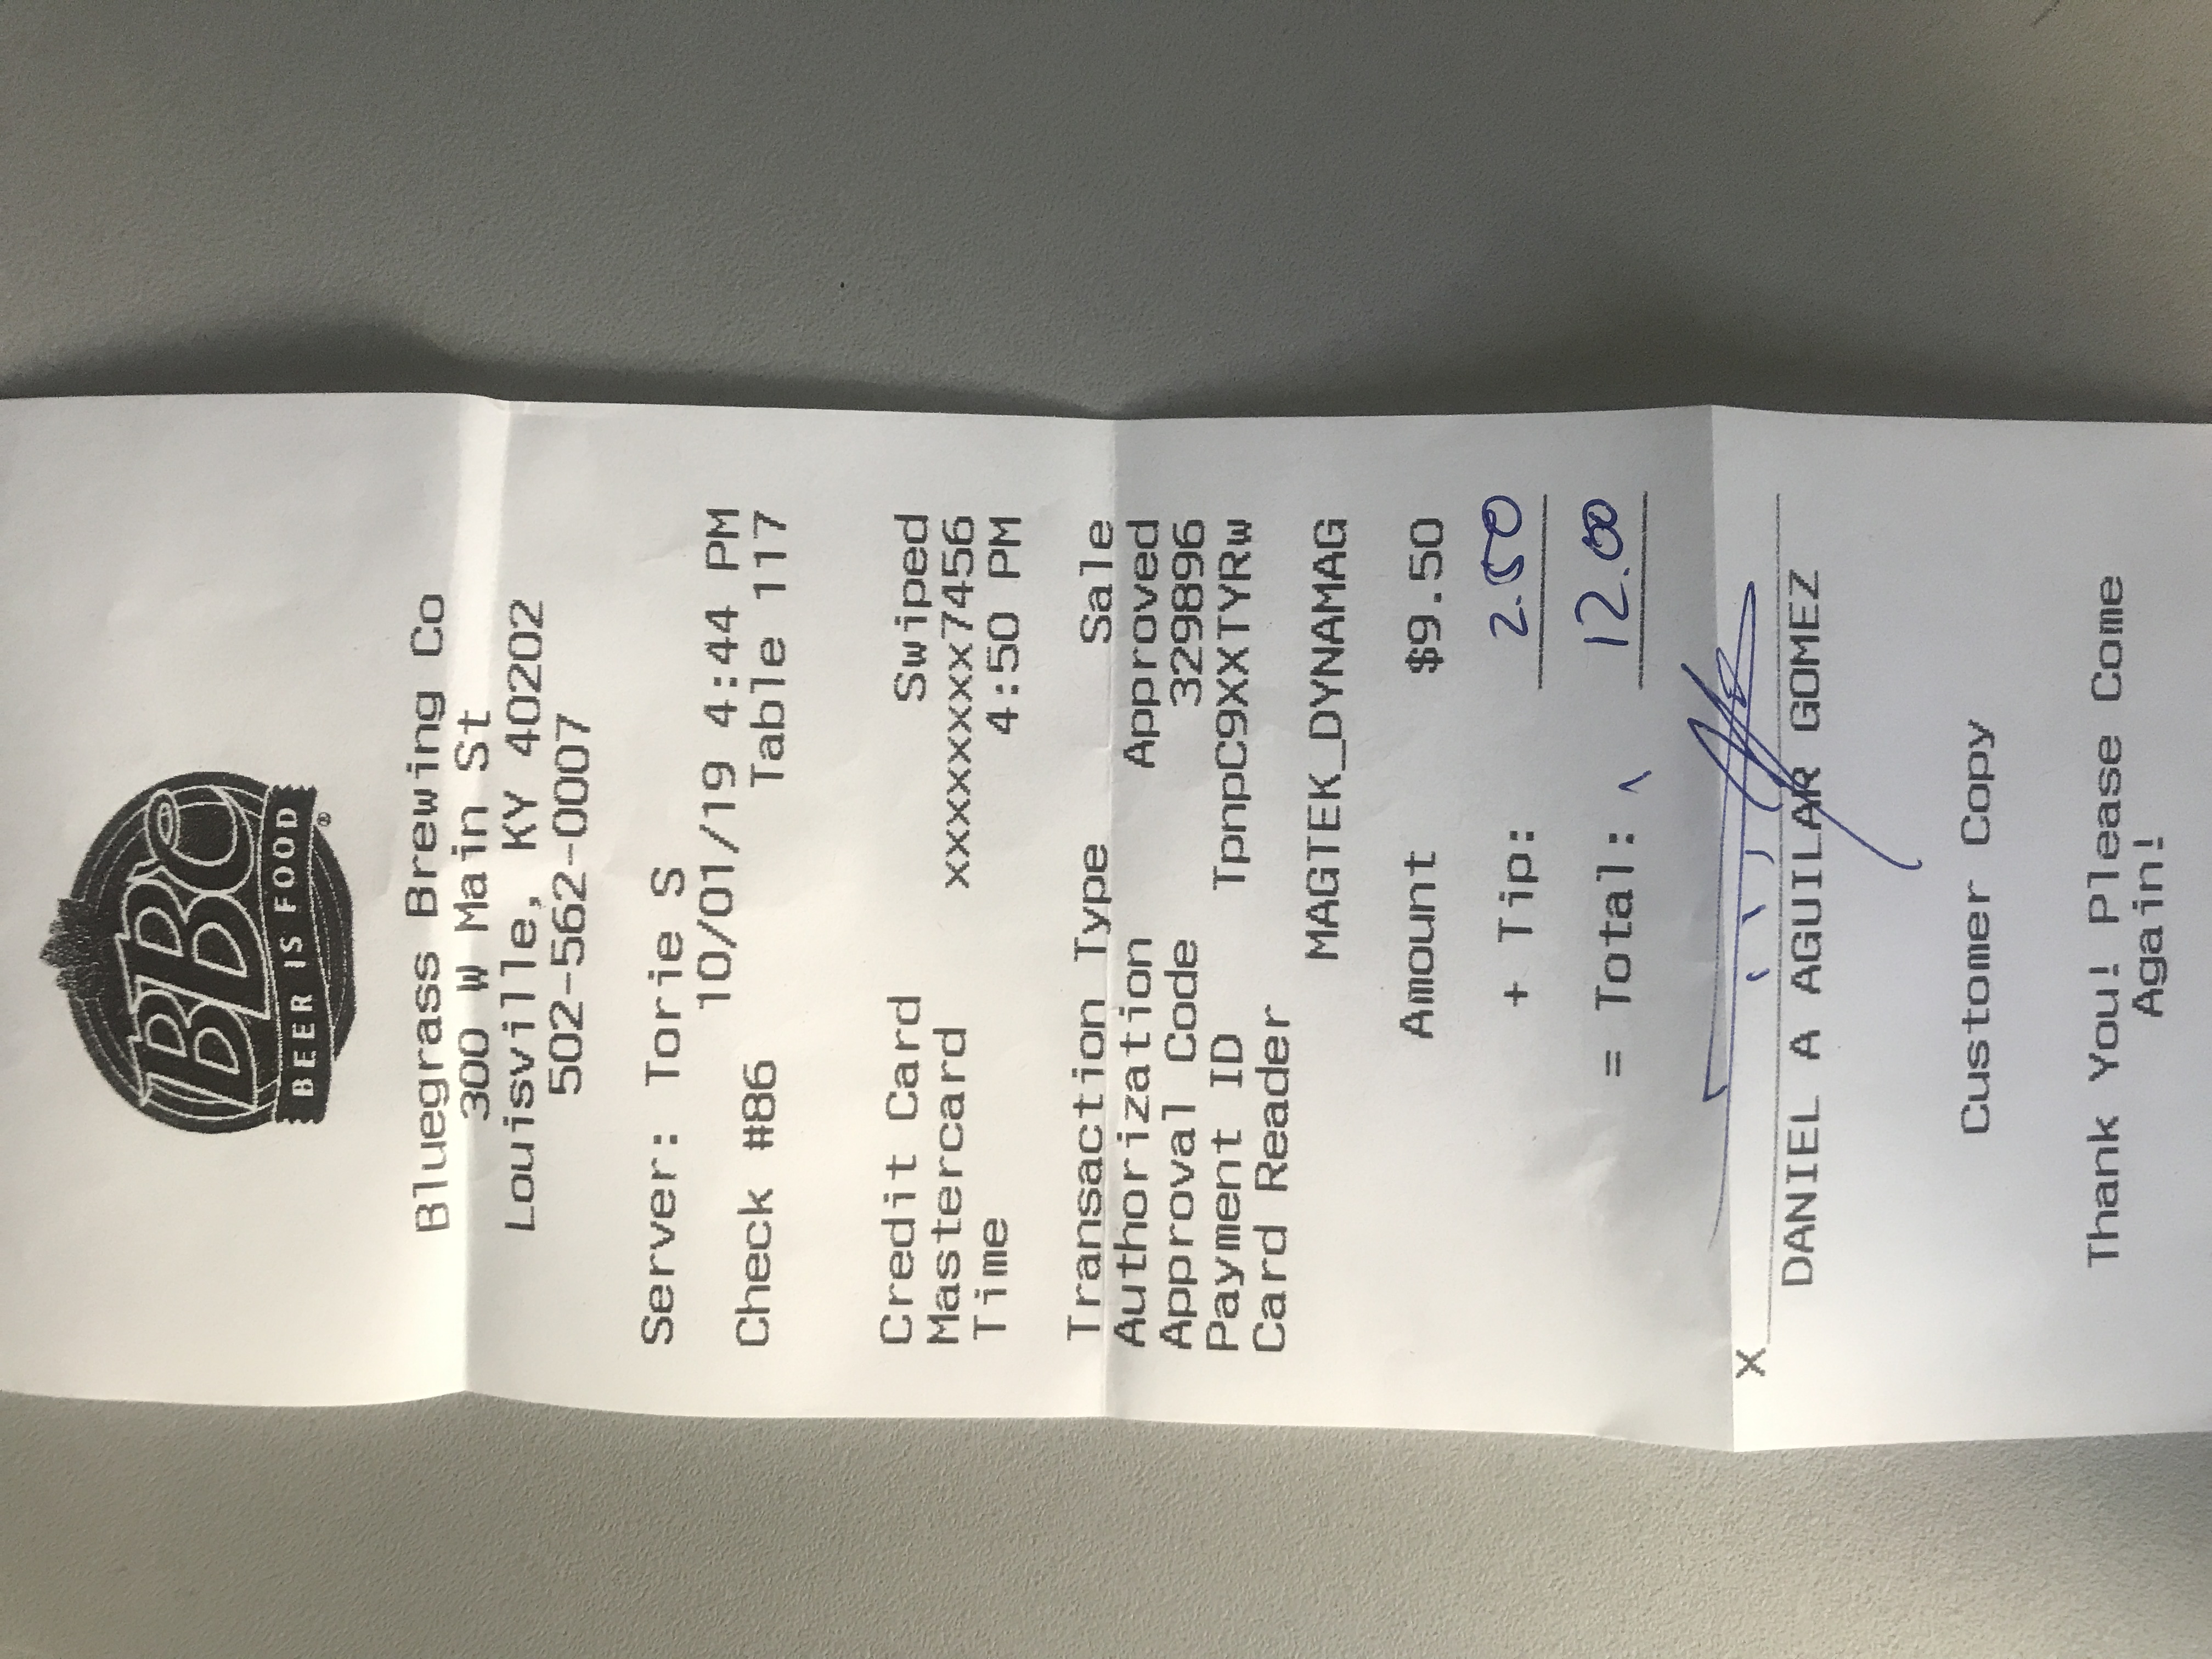 BBC
BEER IS FOOD
®
Bluegrass Brewing Co
300 W Main St
Louisville, KY 40202
502-562-0007
Server: Torie S
10/01/19 4:44 PM
Check #86 Table 117
Credit Card Swiped
Mastercard xxxxxxxx7456
Time 4:50 PM
Transaction Type Sale
Authorization Approved
Approval Code 329896
Payment ID TpnpC9XXTYRw
Card Reader
MAGTEK_DYNAMAG
Amount $9.50
+ Tip: 2.50
= Total: 12.00
X
DANIEL A AGUILAR GOMEZ
Customer Copy
Thank You! Please Come
Again!